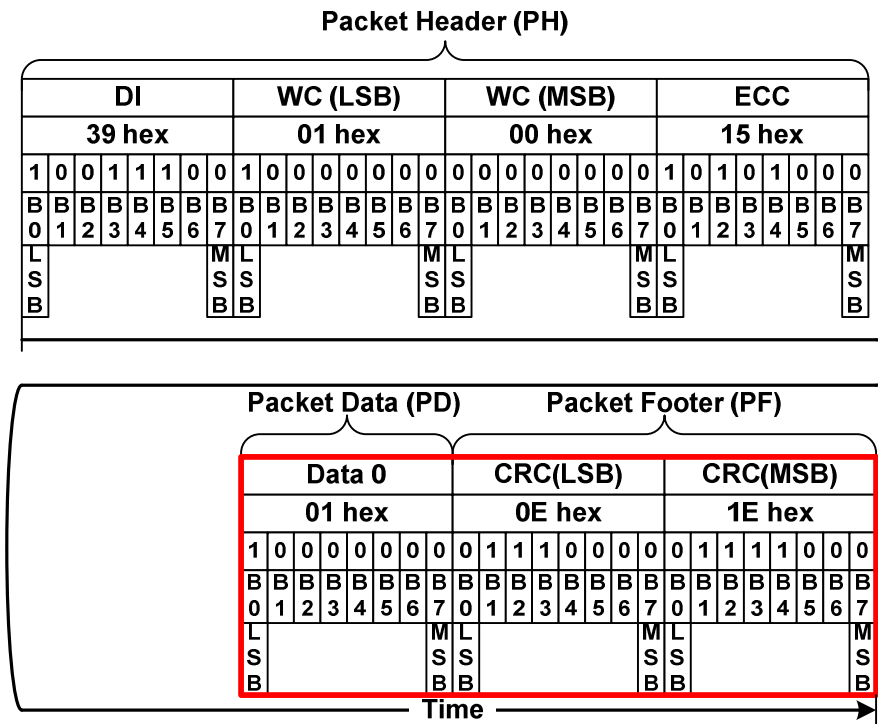 Packet Header (PH)
DI WC (LSB) WC (MSB) ECC
39 hex 01 hex 00 hex 15 hex
1 0 0 1 1 1 0 0 1 0 0 0 0 0 0 0 0 0 0 0 0 0 0 0 1 0 1 0 1 0 0 0
B0 B1 B2 B3 B4 B5 B6 B7 B0 B1 B2 B3 B4 B5 B6 B7 B0 B1 B2 B3 B4 B5 B6 B7 B0 B1 B2 B3 B4 B5 B6 B7
LSB MSB LSB MSB LSB MSB LSB MSB
Packet Data (PD) Packet Footer (PF)
Data 0 CRC(LSB) CRC(MSB)
01 hex 0E hex 1E hex
1 0 0 0 0 0 0 0 0 1 1 1 0 0 0 0 0 1 1 1 1 0 0 0
B0 B1 B2 B3 B4 B5 B6 B7 B0 B1 B2 B3 B4 B5 B6 B7 B0 B1 B2 B3 B4 B5 B6 B7
LSB MSB LSB MSB LSB MSB
Time